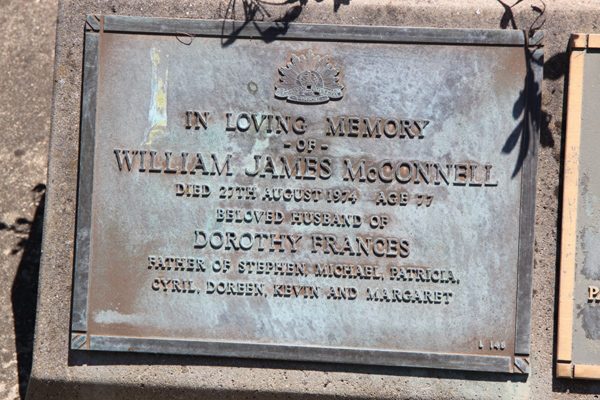 IN LOVING MEMORY
- OF -
WILLIAM JAMES McCONNELL
DIED 27TH AUGUST 1974 AGE 77
BELOVED HUSBAND OF
DOROTHY FRANCES
FATHER OF STEPHEN, MICHAEL, PATRICIA,
CYRIL, DOREEN, KEVIN AND MARGARET
L 146